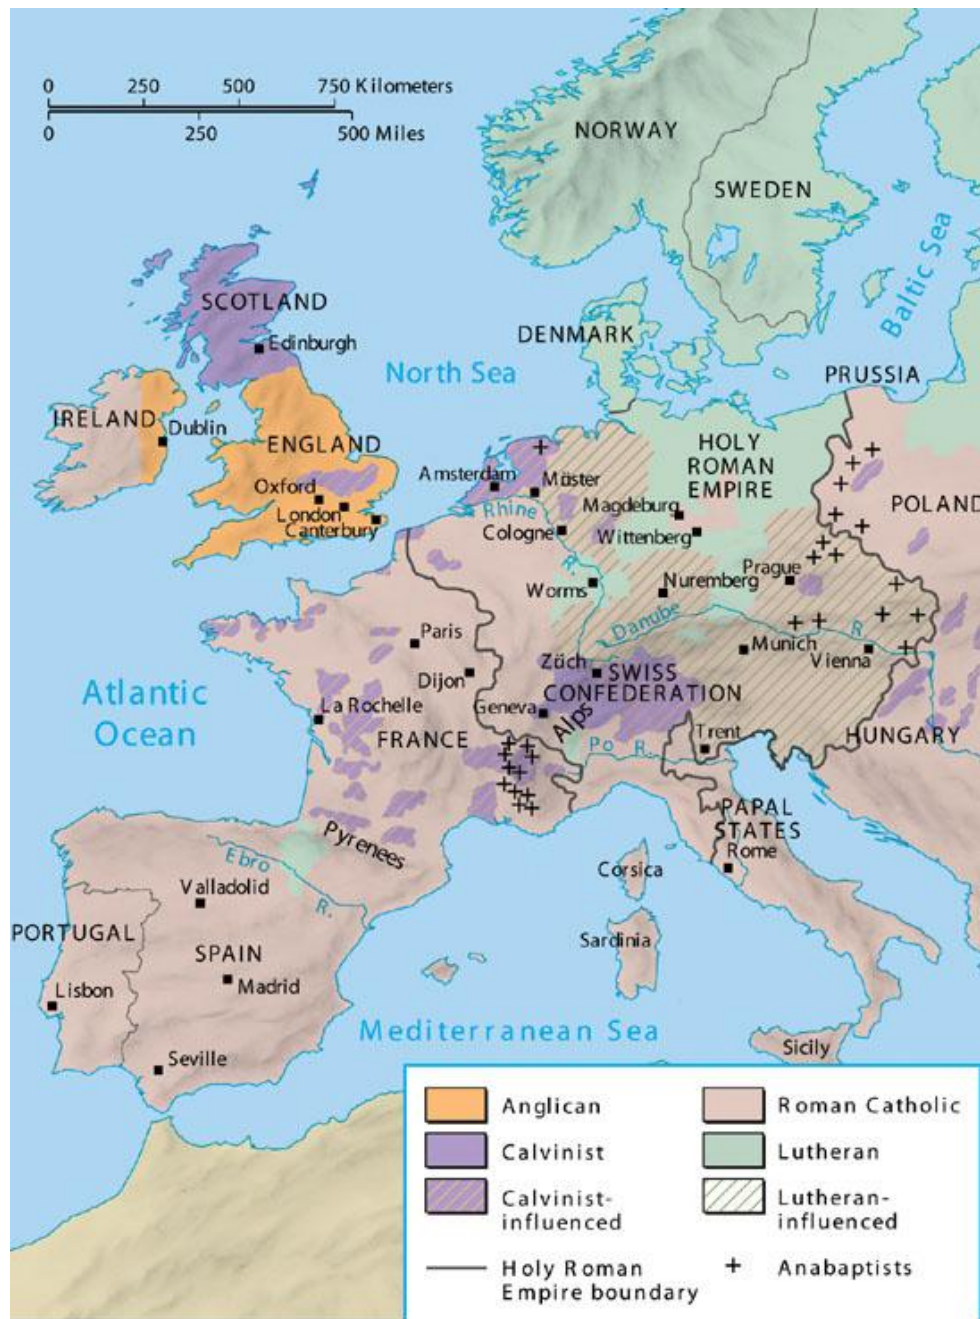 0 250 500 750 Kilometers
0 250 500 Miles
NORWAY
SWEDEN
Baltic Sea
SCOTLAND
Edinburgh
DENMARK
North Sea
PRUSSIA
IRELAND
Dublin
ENGLAND
HOLY
ROMAN
EMPIRE
Amsterdam
Müster
Oxford
London
Canterbury
Rhine
R.
Magdeburg
POLAND
Cologne
Wittenberg
Prague
Worms
Nuremberg
Danube
R
Paris
Munich
Vienna
Züch
SWISS
CONFEDERATION
Dijon
Atlantic
Ocean
La Rochelle
Geneva
Alps
FRANCE
Po R.
Trent
HUNGARY
Pyrenees
PAPAL
STATES
Rome
Ebro
R.
Corsica
Valladolid
PORTUGAL
SPAIN
Sardinia
Lisbon
Madrid
Mediterranean Sea
Seville
Sicily
Anglican
Roman Catholic
Calvinist
Lutheran
Calvinist-
influenced
Lutheran-
influenced
Holy Roman
Empire boundary
Anabaptists